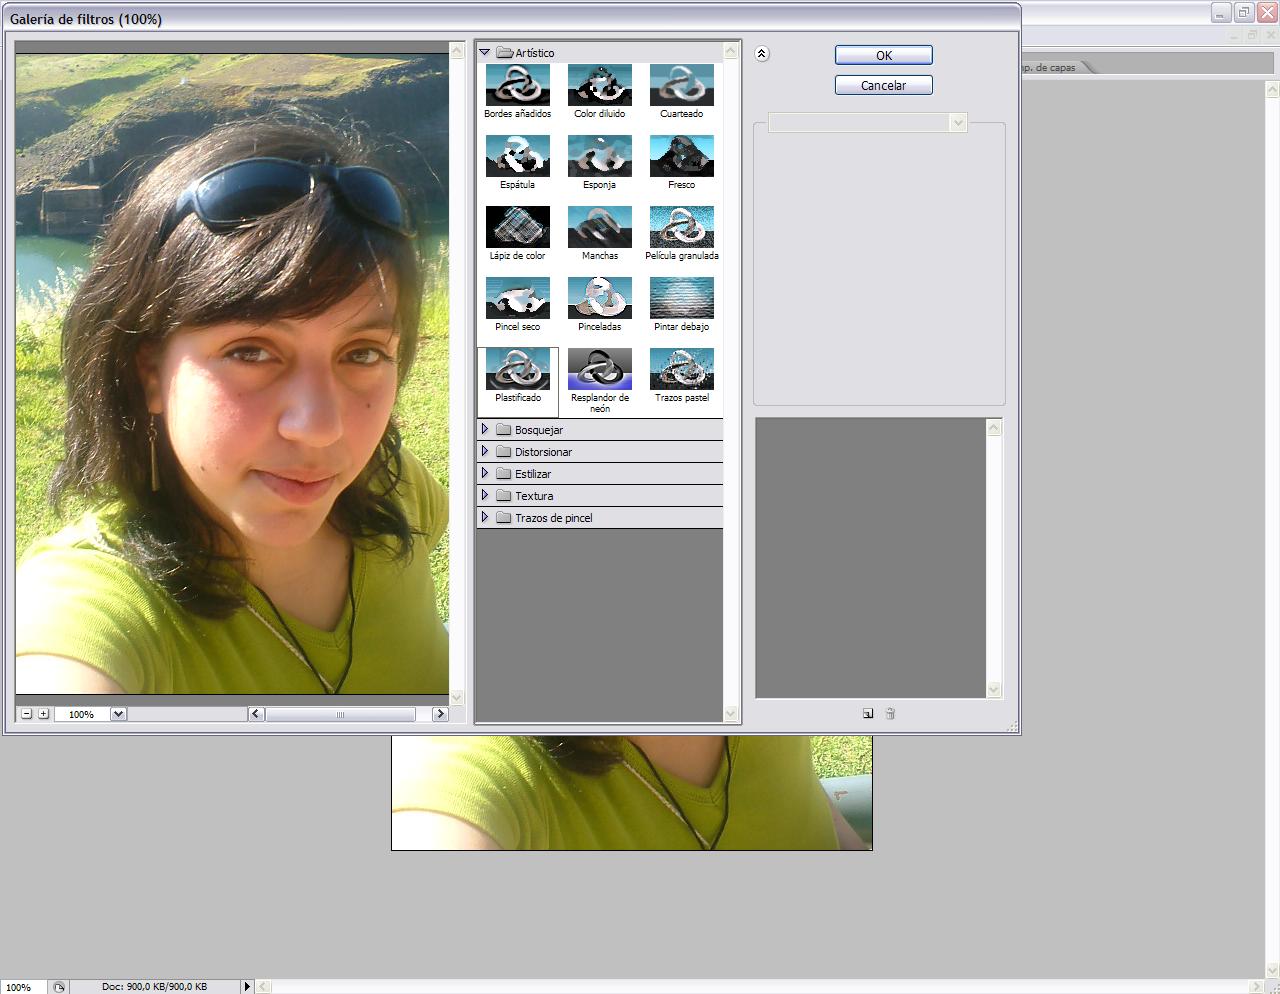 Galería de filtros (100%)
Artístico
Bordes añadidos
Color diluido
Cuarteado
Espátula
Esponja
Fresco
Lápiz de color
Manchas
Película granulada
Pincel seco
Pinceladas
Pintar debajo
Plastificado
Resplandor de
neón
Trazos pastel
Bosquejar
Distorsionar
Estilizar
Textura
Trazos de pincel
OK
Cancelar
de capas
100%
100%
Doc: 900,0 KB/900,0 KB